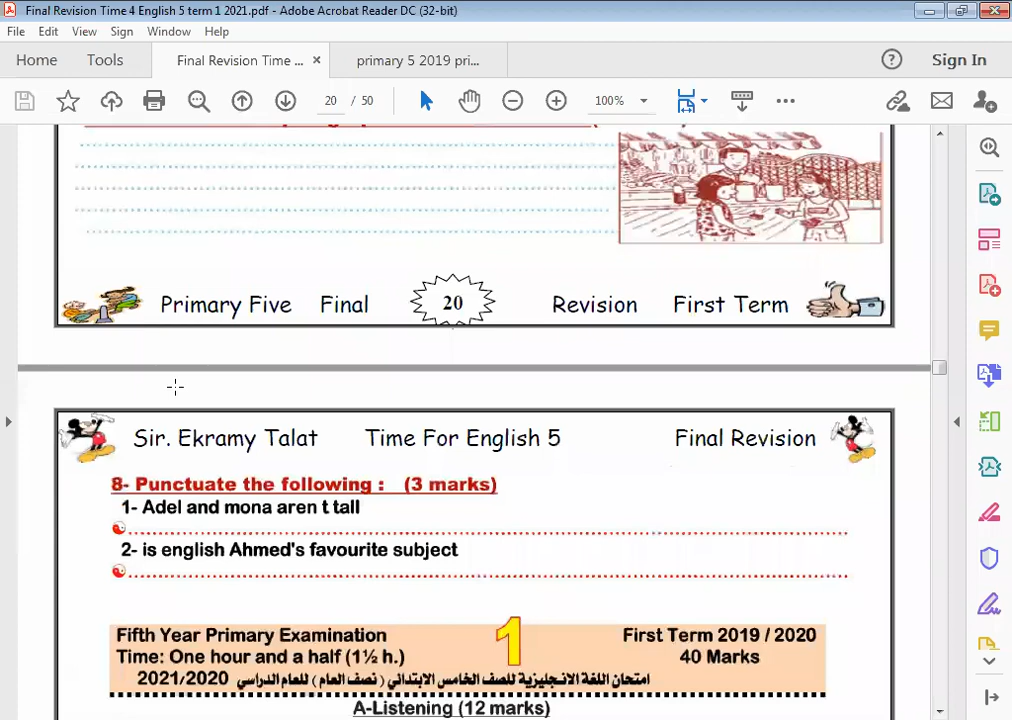 Final Revision Time 4 English 5 term 1 2021.pdf - Adobe Acrobat Reader DC (32-bit)
File Edit View Sign Window Help
Home Tools Final Revision Time ... × primary 5 2019 pri... Sign In
20 / 50 100%
Primary Five Final 20 Revision First Term
Sir. Ekramy Talat Time For English 5 Final Revision
8- Punctuate the following : (3 marks)
1- Adel and mona aren t tall
2- is english Ahmed's favourite subject
Fifth Year Primary Examination 1 First Term 2019 / 2020
Time: One hour and a half (1½ h.) 40 Marks
امتحان اللغة الانجليزية للصف الخامس الابتدائي ( نصف العام ) للعام الدراسي 2021/2020
A-Listening (12 marks)